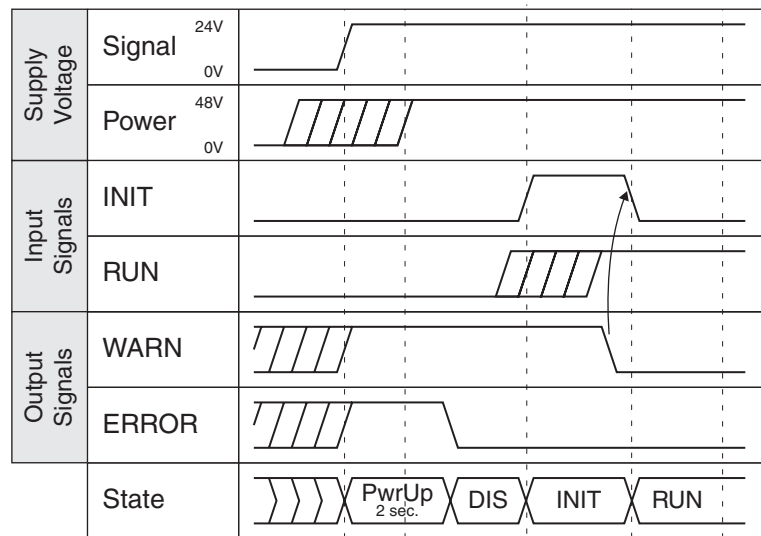 Supply
Voltage
Signal
24V
0V
Power
48V
0V
Input
Signals
INIT
RUN
Output
Signals
WARN
ERROR
State
PwrUp
2 sec.
DIS
INIT
RUN